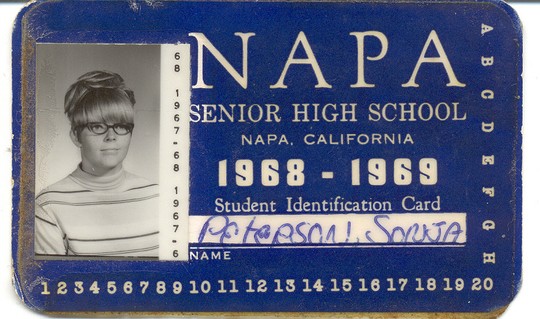 NAPA
SENIOR HIGH SCHOOL
NAPA, CALIFORNIA
1968 - 1969
Student Identification Card
Peterson, Sonja
NAME
68 1967-68 1967-6
A B C D E F G H
1 2 3 4 5 6 7 8 9 10 11 12 13 14 15 16 17 18 19 20